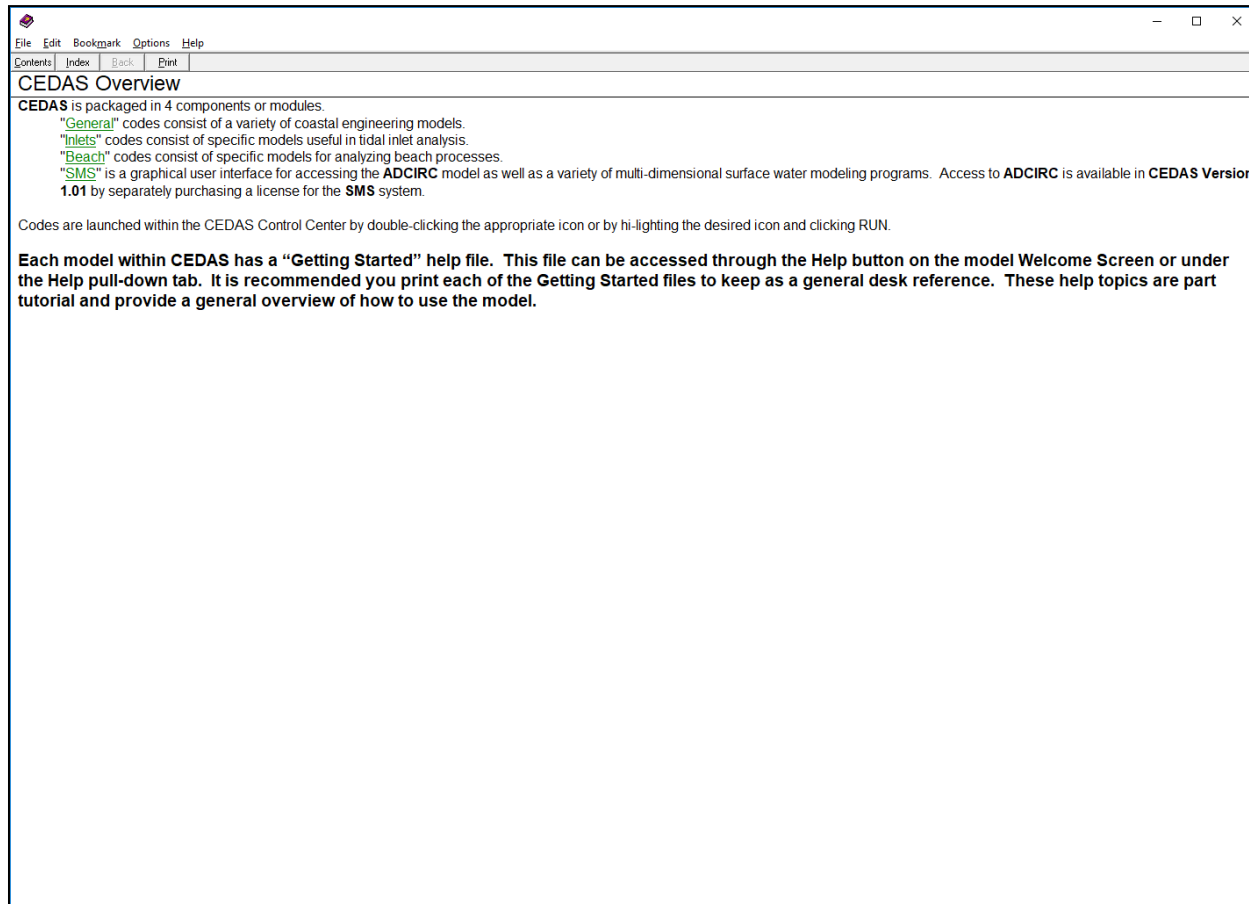 File Edit Bookmark Options Help
Contents Index Back Print
CEDAS Overview
CEDAS is packaged in 4 components or modules.
"General" codes consist of a variety of coastal engineering models.
"Inlets" codes consist of specific models useful in tidal inlet analysis.
"Beach" codes consist of specific models for analyzing beach processes.
"SMS" is a graphical user interface for accessing the ADCIRC model as well as a variety of multi-dimensional surface water modeling programs.  Access to ADCIRC is available in CEDAS Version
1.01 by separately purchasing a license for the SMS system.
Codes are launched within the CEDAS Control Center by double-clicking the appropriate icon or by hi-lighting the desired icon and clicking RUN.
Each model within CEDAS has a “Getting Started” help file.  This file can be accessed through the Help button on the model Welcome Screen or under
the Help pull-down tab.  It is recommended you print each of the Getting Started files to keep as a general desk reference.  These help topics are part
tutorial and provide a general overview of how to use the model.